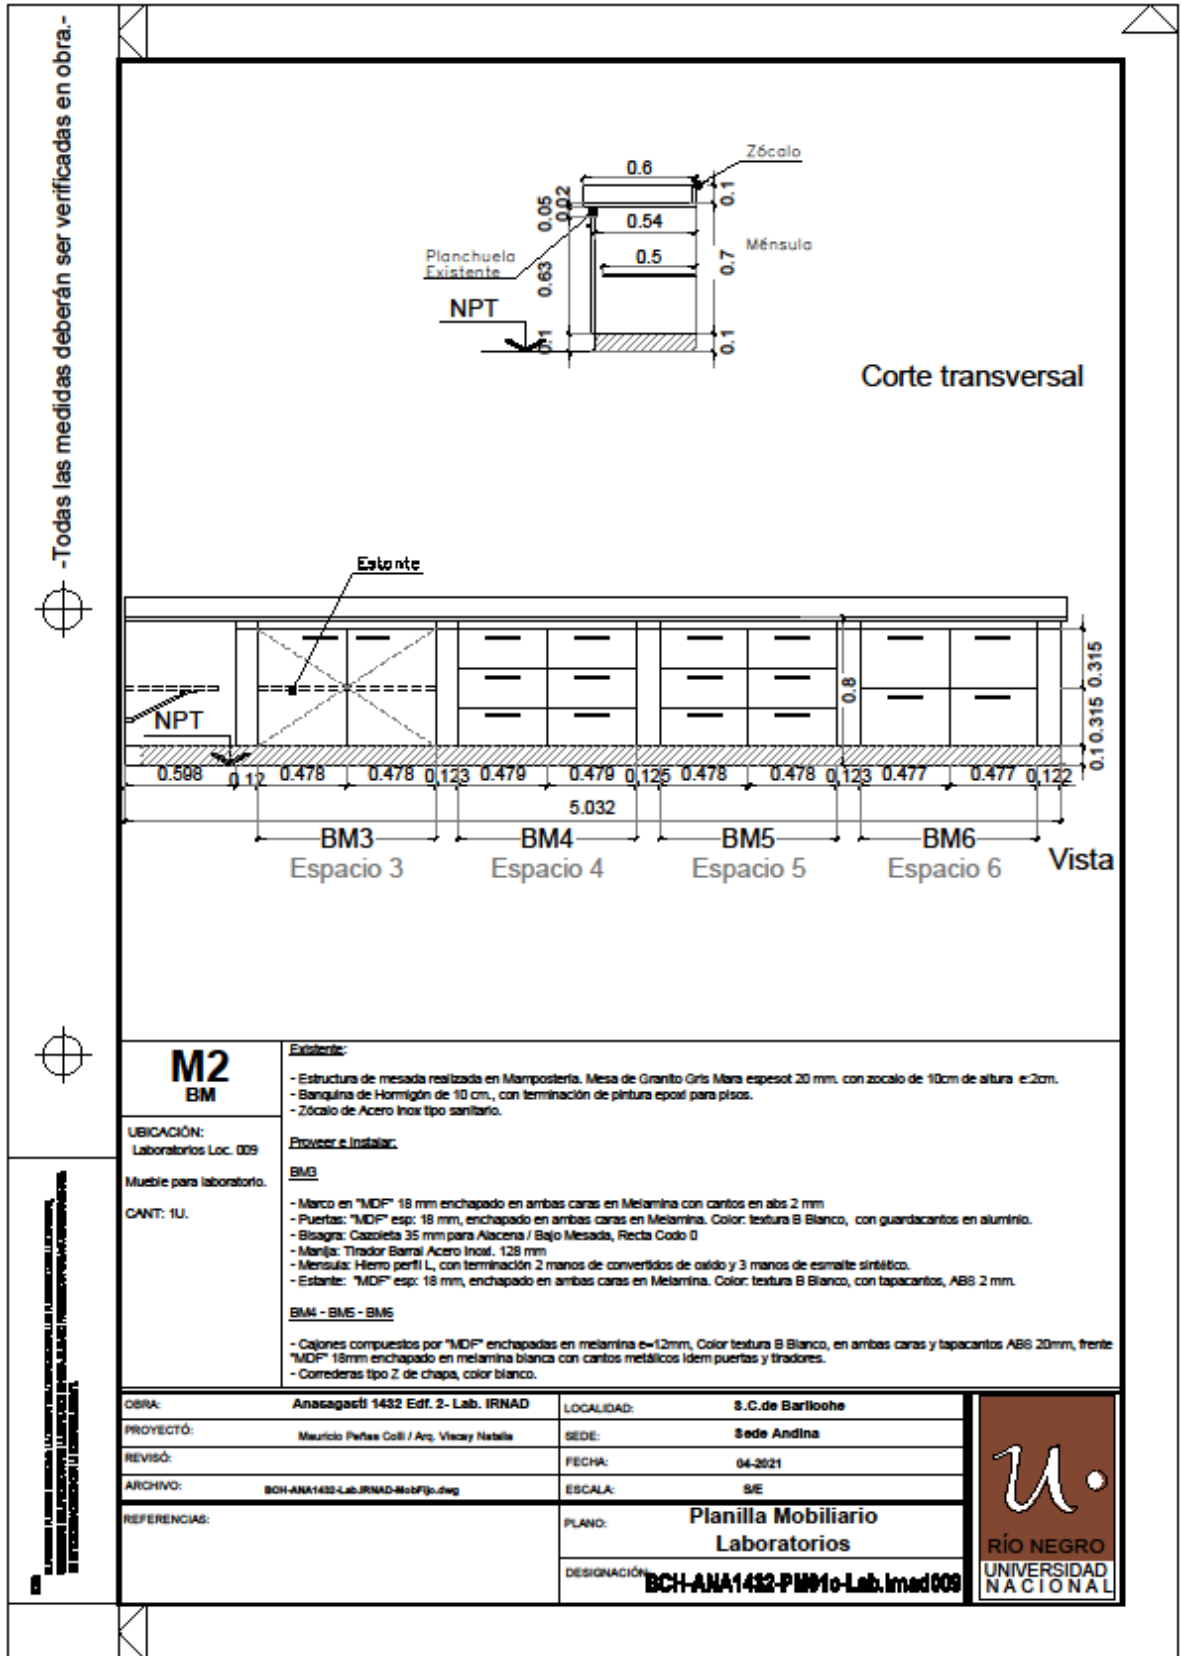 -Todas las medidas deberán ser verificadas en obra.-
Zócalo
0.6
0.1
0.02
0.05
0.54
Ménsula
Planchuela
Existente
0.5
0.7
0.63
NPT
0.1
0.1
Corte transversal
Estante
0.315
0.8
NPT
0.315
0.1
0.598
0.12
0.478
0.478
0.123
0.479
0.479
0.125
0.478
0.478
0.123
0.477
0.477
0.122
5.032
BM3
BM4
BM5
BM6
Espacio 3
Espacio 4
Espacio 5
Espacio 6
Vista
M2
BM
UBICACIÓN:
Laboratorios Loc. 009
Mueble para laboratorio.
CANT: 1U.
Existente:
- Estructura de mesada realizada en Mampostería. Mesa de Granito Gris Mara espesot 20 mm. con zocalo de 10cm de altura e:2cm.
- Banquina de Hormigón de 10 cm., con terminación de pintura epoxi para pisos.
- Zócalo de Acero Inox tipo sanitario.
Proveer e Instalar:
BM3
- Marco en "MDF" 18 mm enchapado en ambas caras en Melamina con cantos en abs 2 mm
- Puertas: "MDF" esp: 18 mm, enchapado en ambas caras en Melamina. Color: textura B Blanco, con guardacantos en aluminio.
- Bisagra: Cazoleta 35 mm para Alacena / Bajo Mesada, Recta Codo 0
- Manija: Tirador Barral Acero Inoxi. 128 mm
- Mensula: Hierro perfil L, con terminación 2 manos de convertidos de oxido y 3 manos de esmalte sintético.
- Estante: "MDF" esp: 18 mm, enchapado en ambas caras en Melamina. Color: textura B Blanco, con tapacantos, ABS 2 mm.
BM4 - BM5 - BM6
- Cajones compuestos por "MDF" enchapadas en melamina e=12mm, Color textura B Blanco, en ambas caras y tapacantos ABS 20mm, frente
"MDF" 18mm enchapado en melamina blanca con cantos metálicos idem puertas y tiradores.
- Correderas tipo Z de chapa, color blanco.
OBRA: Anasagasti 1432 Edf. 2- Lab. IRNAD
LOCALIDAD: S.C.de Bariloche
PROYECTÓ: Mauricio Peñas Colli / Arq. Viscay Natalia
SEDE: Sede Andina
REVISÓ:
FECHA: 04-2021
ARCHIVO: BCH-ANA1432-Lab.IRNAD-MobFijo.dwg
ESCALA: S/E
REFERENCIAS:
PLANO: Planilla Mobiliario
Laboratorios
DESIGNACIÓN: BCH-ANA1432-PM01c-Lab.Irnad009
u
RÍO NEGRO
UNIVERSIDAD
NACIONAL